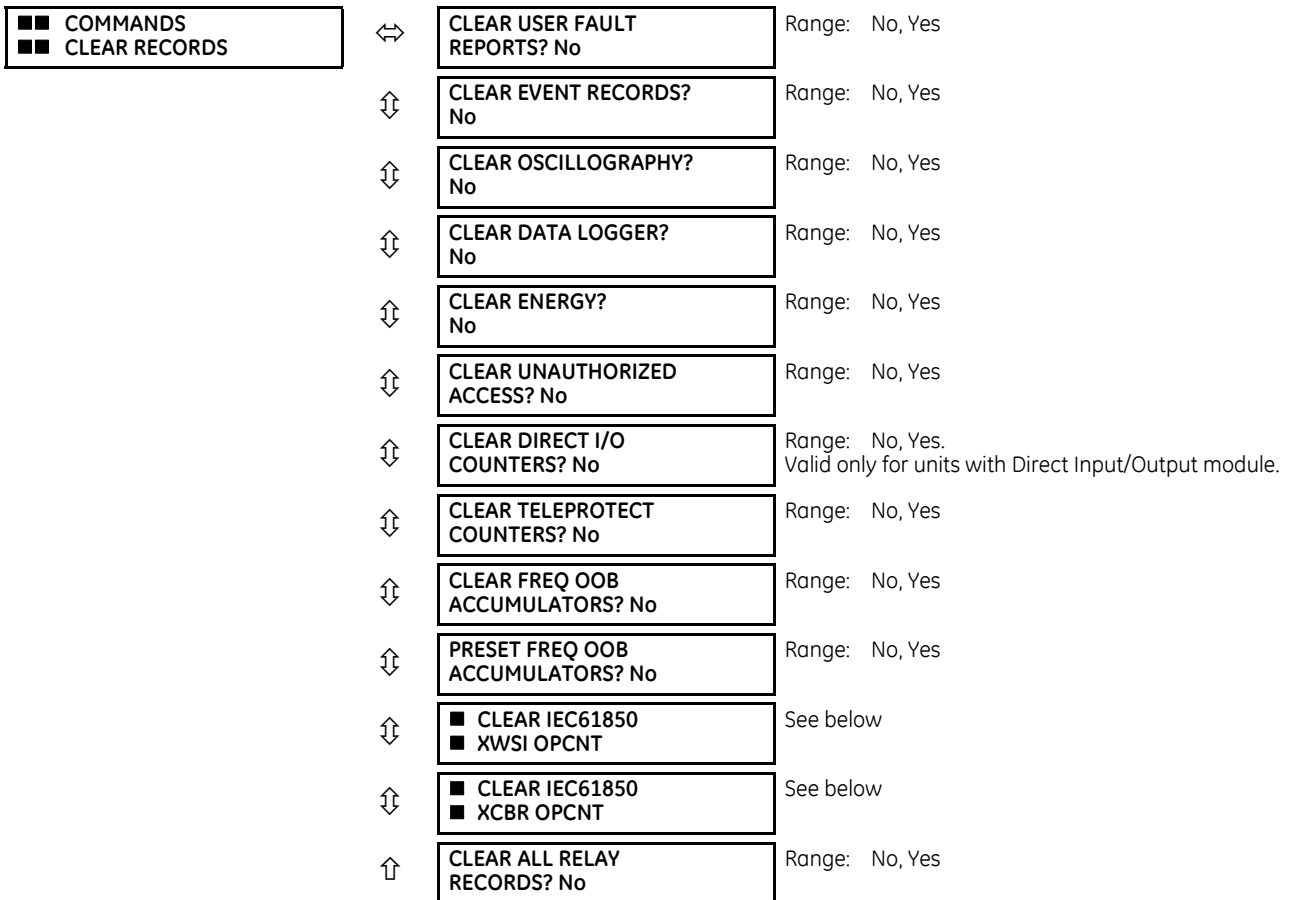 ■■ COMMANDS
■■ CLEAR RECORDS
CLEAR USER FAULT
REPORTS? No
Range: No, Yes
CLEAR EVENT RECORDS?
No
Range: No, Yes
CLEAR OSCILLOGRAPHY?
No
Range: No, Yes
CLEAR DATA LOGGER?
No
Range: No, Yes
CLEAR ENERGY?
No
Range: No, Yes
CLEAR UNAUTHORIZED
ACCESS? No
Range: No, Yes
CLEAR DIRECT I/O
COUNTERS? No
Range: No, Yes.
Valid only for units with Direct Input/Output module.
CLEAR TELEPROTECT
COUNTERS? No
Range: No, Yes
CLEAR FREQ OOB
ACCUMULATORS? No
Range: No, Yes
PRESET FREQ OOB
ACCUMULATORS? No
Range: No, Yes
■ CLEAR IEC61850
■ XWSI OPCNT
See below
■ CLEAR IEC61850
■ XCBR OPCNT
See below
CLEAR ALL RELAY
RECORDS? No
Range: No, Yes